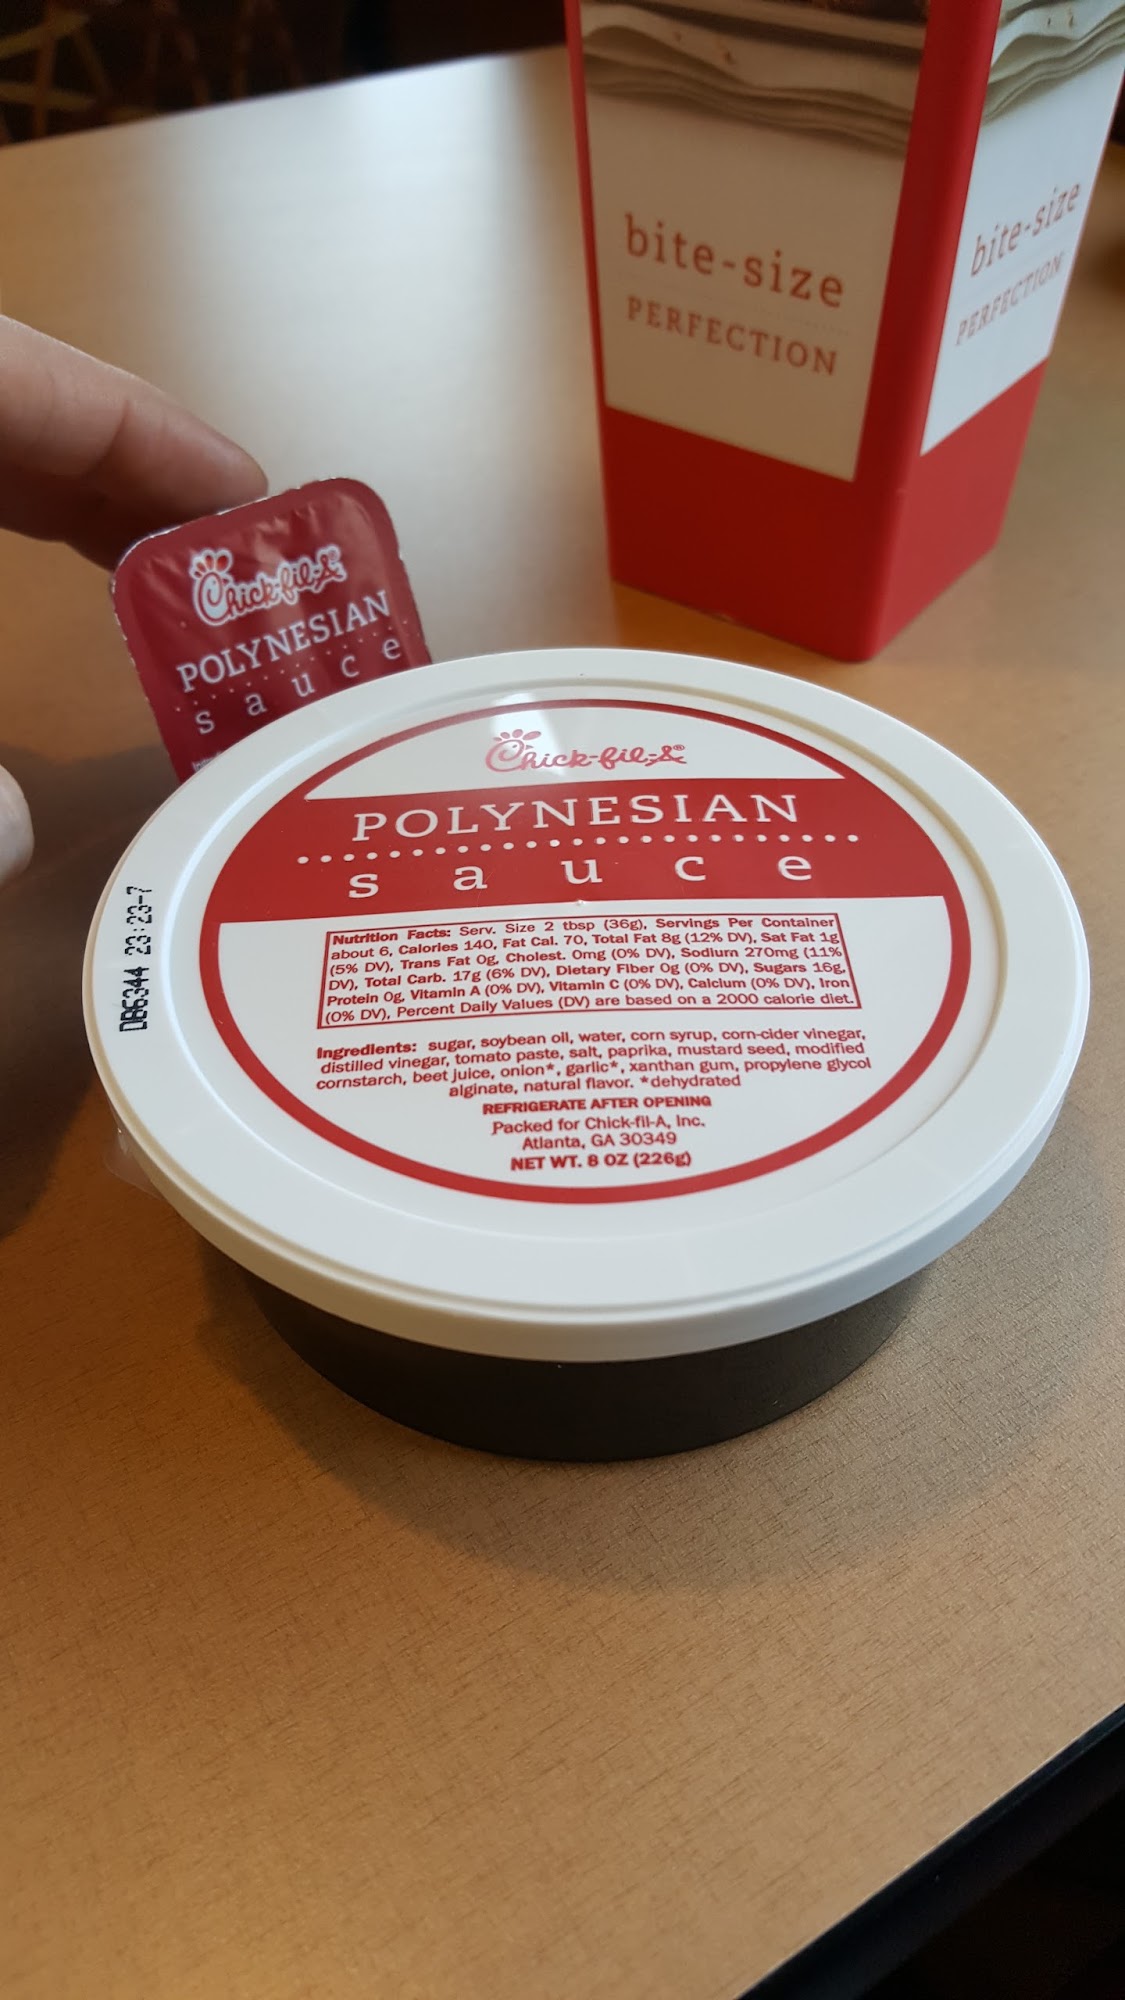 bite-size
PERFECTION
bite-size
PERFECTION
Chick-fil-A®
POLYNESIAN
sauce
Chick-fil-A®
POLYNESIAN
sauce
Nutrition Facts: Serv. Size 2 tbsp (36g), Servings Per Container
about 6, Calories 140, Fat Cal. 70, Total Fat 8g (12% DV), Sat Fat 1g
(5% DV), Trans Fat 0g, Cholest. 0mg (0% DV), Sodium 270mg (11%
DV), Total Carb. 17g (6% DV), Dietary Fiber 0g (0% DV), Sugars 16g,
Protein 0g, Vitamin A (0% DV), Vitamin C (0% DV), Calcium (0% DV), Iron
(0% DV), Percent Daily Values (DV) are based on a 2000 calorie diet.
Ingredients: sugar, soybean oil, water, corn syrup, corn-cider vinegar,
distilled vinegar, tomato paste, salt, paprika, mustard seed, modified
cornstarch, beet juice, onion*, garlic*, xanthan gum, propylene glycol
alginate, natural flavor. *dehydrated
REFRIGERATE AFTER OPENING
Packed for Chick-fil-A, Inc.
Atlanta, GA 30349
NET WT. 8 OZ (226g)
DB6344 23:23-7